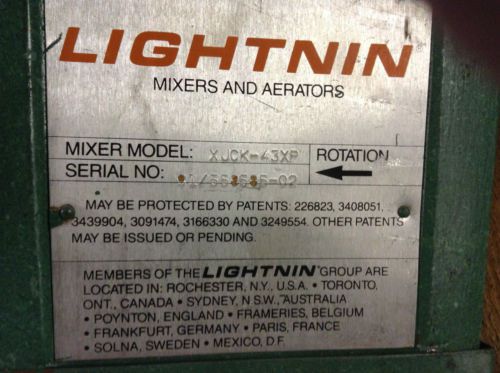 LIGHTNIN
MIXERS AND AERATORS
MIXER MODEL: XJCK-43XP ROTATION
SERIAL NO:
MAY BE PROTECTED BY PATENTS: 226823, 3408051,
3439904, 3091474, 3166330 AND 3249554. OTHER PATENTS
MAY BE ISSUED OR PENDING.
MEMBERS OF THE LIGHTNIN GROUP ARE
LOCATED IN: ROCHESTER, N.Y., U.S.A. • TORONTO,
ONT., CANADA • SYDNEY, N.S.W., AUSTRALIA
• POYNTON, ENGLAND • FRAMERIES, BELGIUM
• FRANKFURT, GERMANY • PARIS, FRANCE
• SOLNA, SWEDEN • MEXICO, D.F.